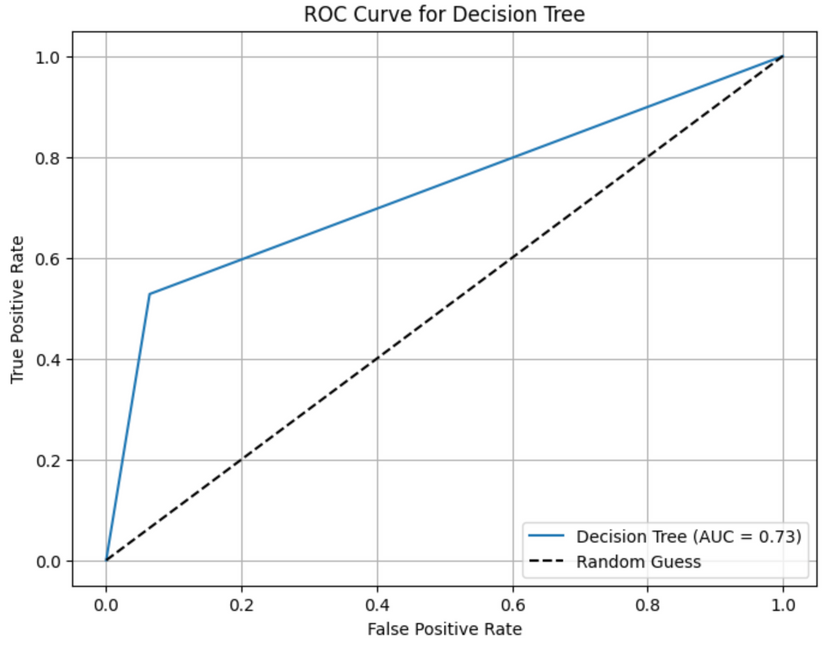 ROC Curve for Decision Tree
1.0
0.8
0.6
0.4
0.2
0.0
True Positive Rate
Decision Tree (AUC = 0.73)
Random Guess
0.0 0.2 0.4 0.6 0.8 1.0
False Positive Rate